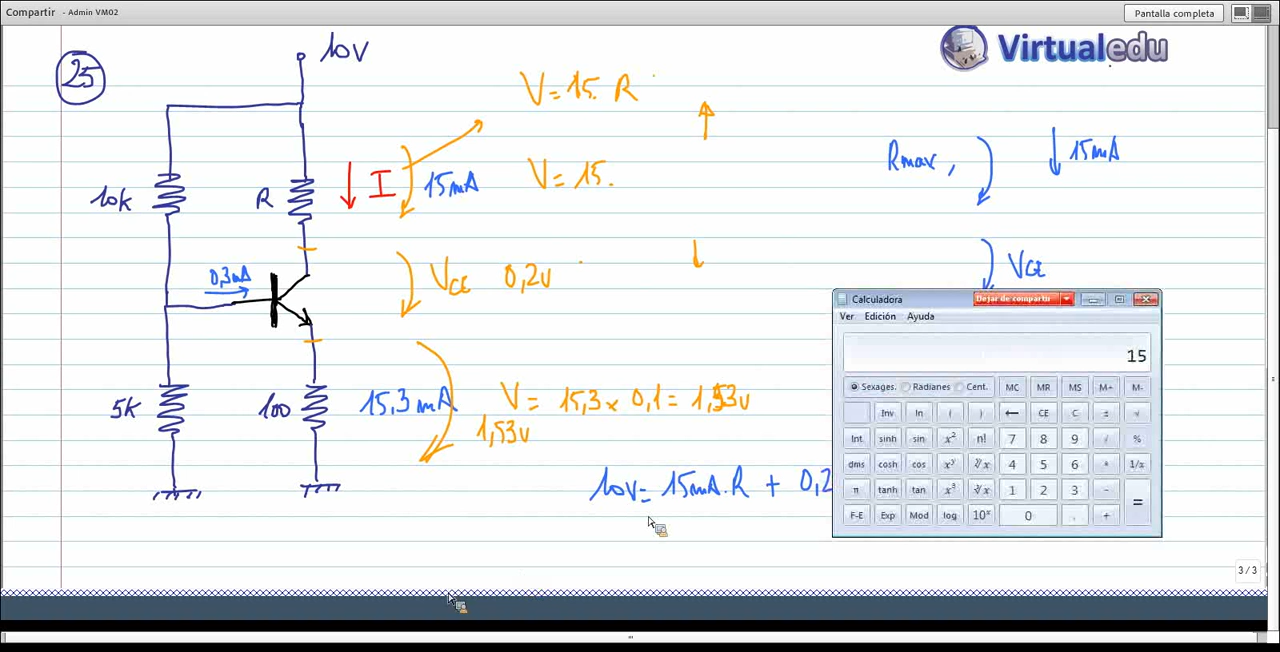 Compartir - Admin VM02
Pantalla completa
25
10V
Virtualedu
V = 15. R
Rmax,
15mA
10k
R
I
15mA
V = 15.
0,3mA
VCE 0,2V
VCE
Calculadora
Dejar de compartir
Ver Edición Ayuda
15
Sexages. Radianes Cent. MC MR MS M+ M-
Inv ln ( ) ← CE C ± √
Int sinh sin x² n! 7 8 9 / %
dms cosh cos xʸ ʸ√x 4 5 6 * 1/x
π tanh tan x³ ³√x 1 2 3 - =
F-E Exp Mod log 10ˣ 0 , +
5K
100
15,3mA
V = 15,3 x 0,1 = 1,53V
1,53V
10V = 15mA.R + 0,2
3 / 3